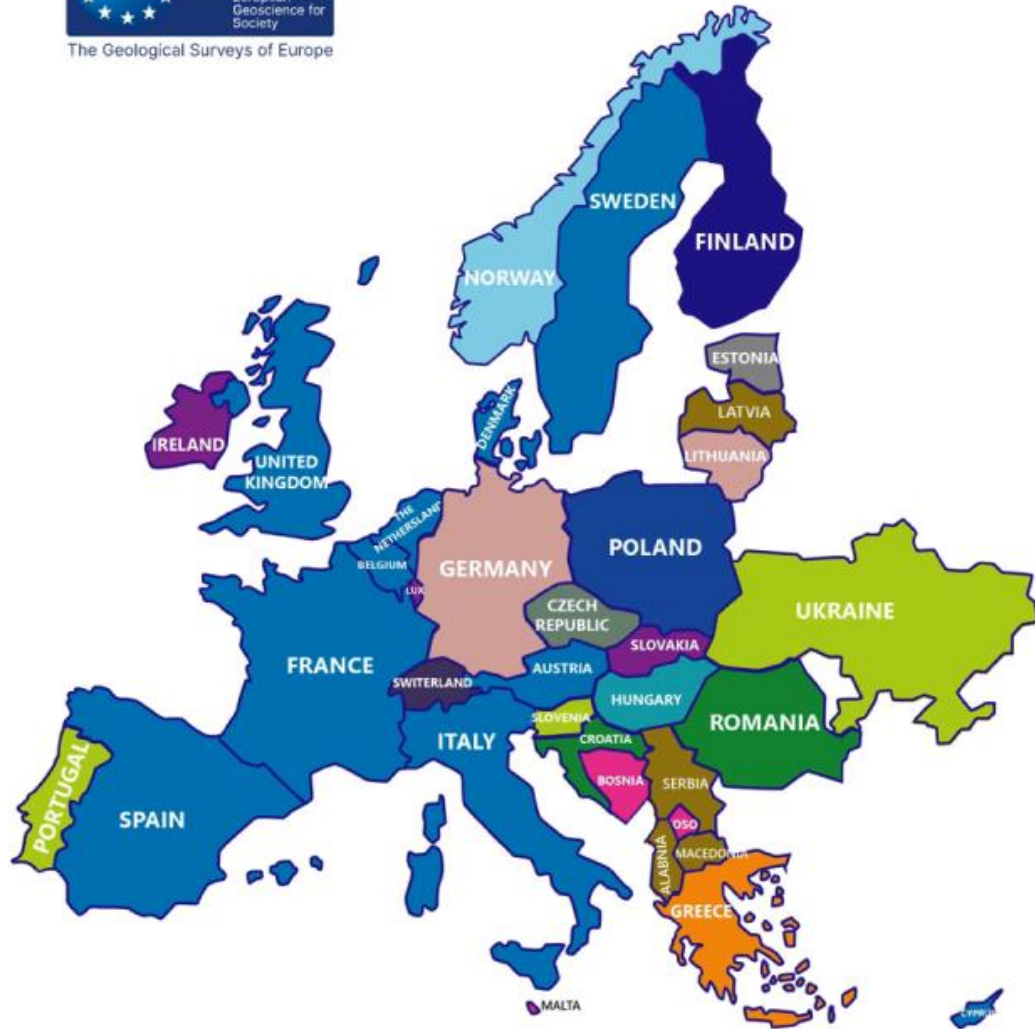 Geoscience for
Society
The Geological Surveys of Europe
SWEDEN
FINLAND
NORWAY
ESTONIA
DENMARK
LATVIA
IRELAND
LITHUANIA
UNITED
KINGDOM
THE
NETHERSLAND
POLAND
BELGIUM
GERMANY
LUX
CZECH
REPUBLIC
UKRAINE
SLOVAKIA
FRANCE
AUSTRIA
SWITERLAND
HUNGARY
SLOVENIA
ROMANIA
CROATIA
ITALY
BOSNIA
SERBIA
PORTUGAL
SPAIN
OSO
ALABNIA
MACEDONIA
GREECE
MALTA
CYPRUS